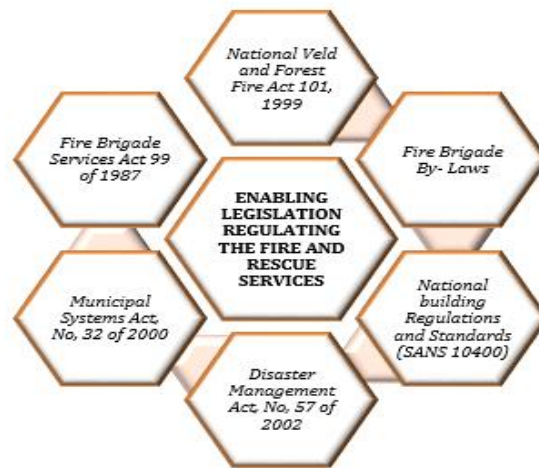 National Veld
and Forest
Fire Act 101,
1999
Fire Brigade
Services Act 99
of 1987
Fire Brigade
By- Laws
ENABLING
LEGISLATION
REGULATING
THE FIRE AND
RESCUE
SERVICES
Municipal
Systems Act,
No, 32 of 2000
National
building
Regulations
and Standards
(SANS 10400)
Disaster
Management
Act, No, 57 of
2002